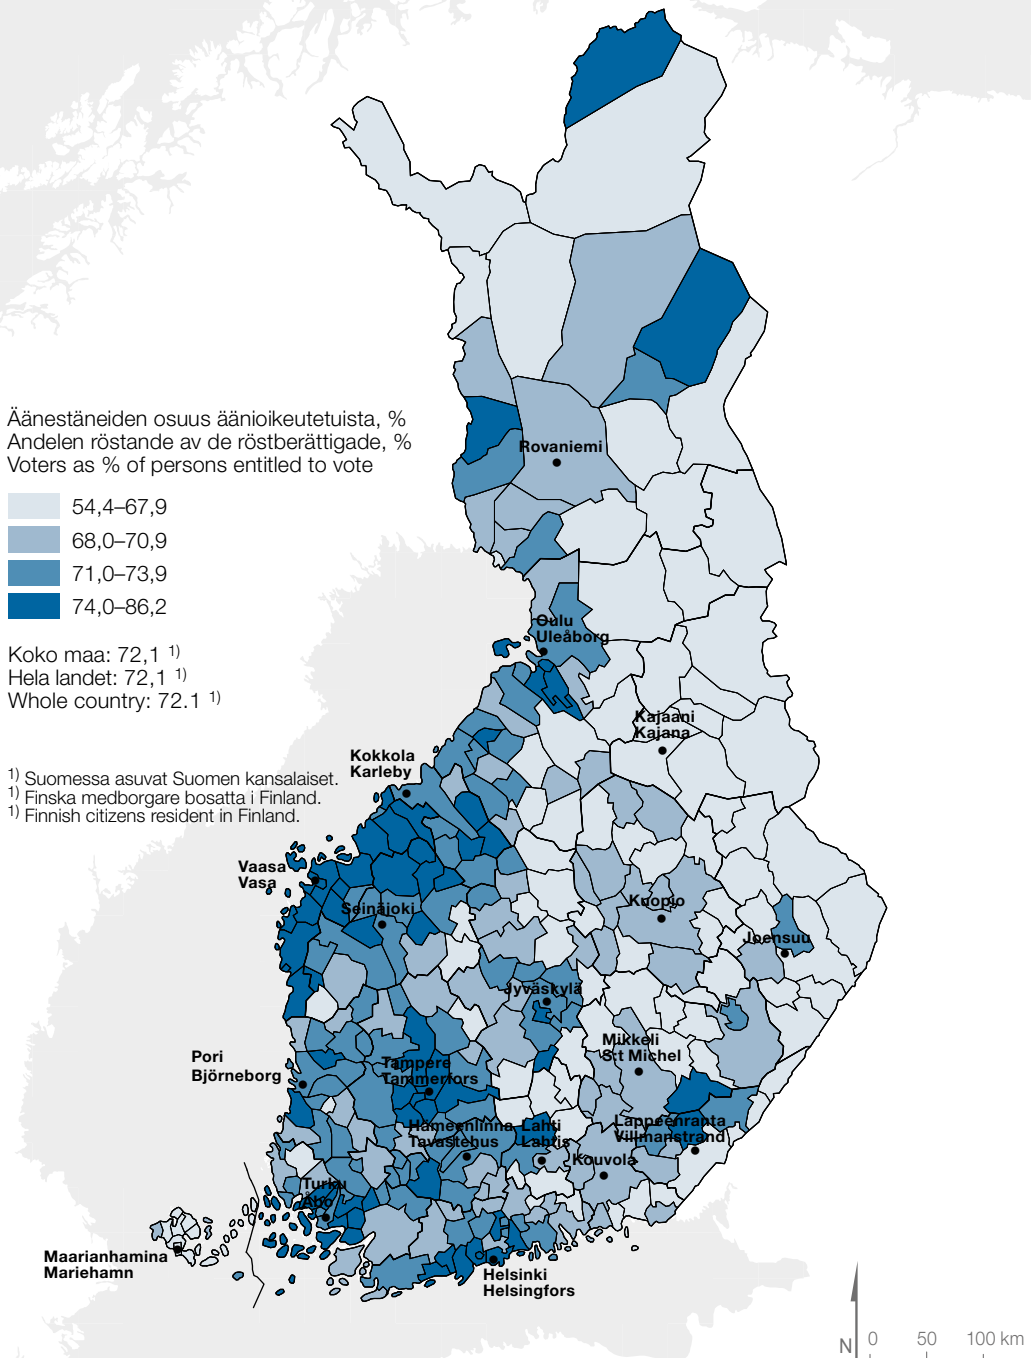 Äänestäneiden osuus äänioikeutetuista, %
Andelen röstande av de röstberättigade, %
Voters as % of persons entitled to vote
54,4–67,9
68,0–70,9
71,0–73,9
74,0–86,2
Koko maa: 72,1 1)
Hela landet: 72,1 1)
Whole country: 72.1 1)
1) Suomessa asuvat Suomen kansalaiset.
1) Finska medborgare bosatta i Finland.
1) Finnish citizens resident in Finland.
Rovaniemi
Oulu
Uleåborg
Kajaani
Kajana
Kokkola
Karleby
Vaasa
Vasa
Seinäjoki
Kuopio
Joensuu
Jyväskylä
Mikkeli
S:t Michel
Pori
Björneborg
Tampere
Tammerfors
Hämeenlinna
Tavastehus
Lahti
Lahtis
Lappeenranta
Villmanstrand
Kouvola
Turku
Åbo
Maarianhamina
Mariehamn
Helsinki
Helsingfors
N
0 50 100 km